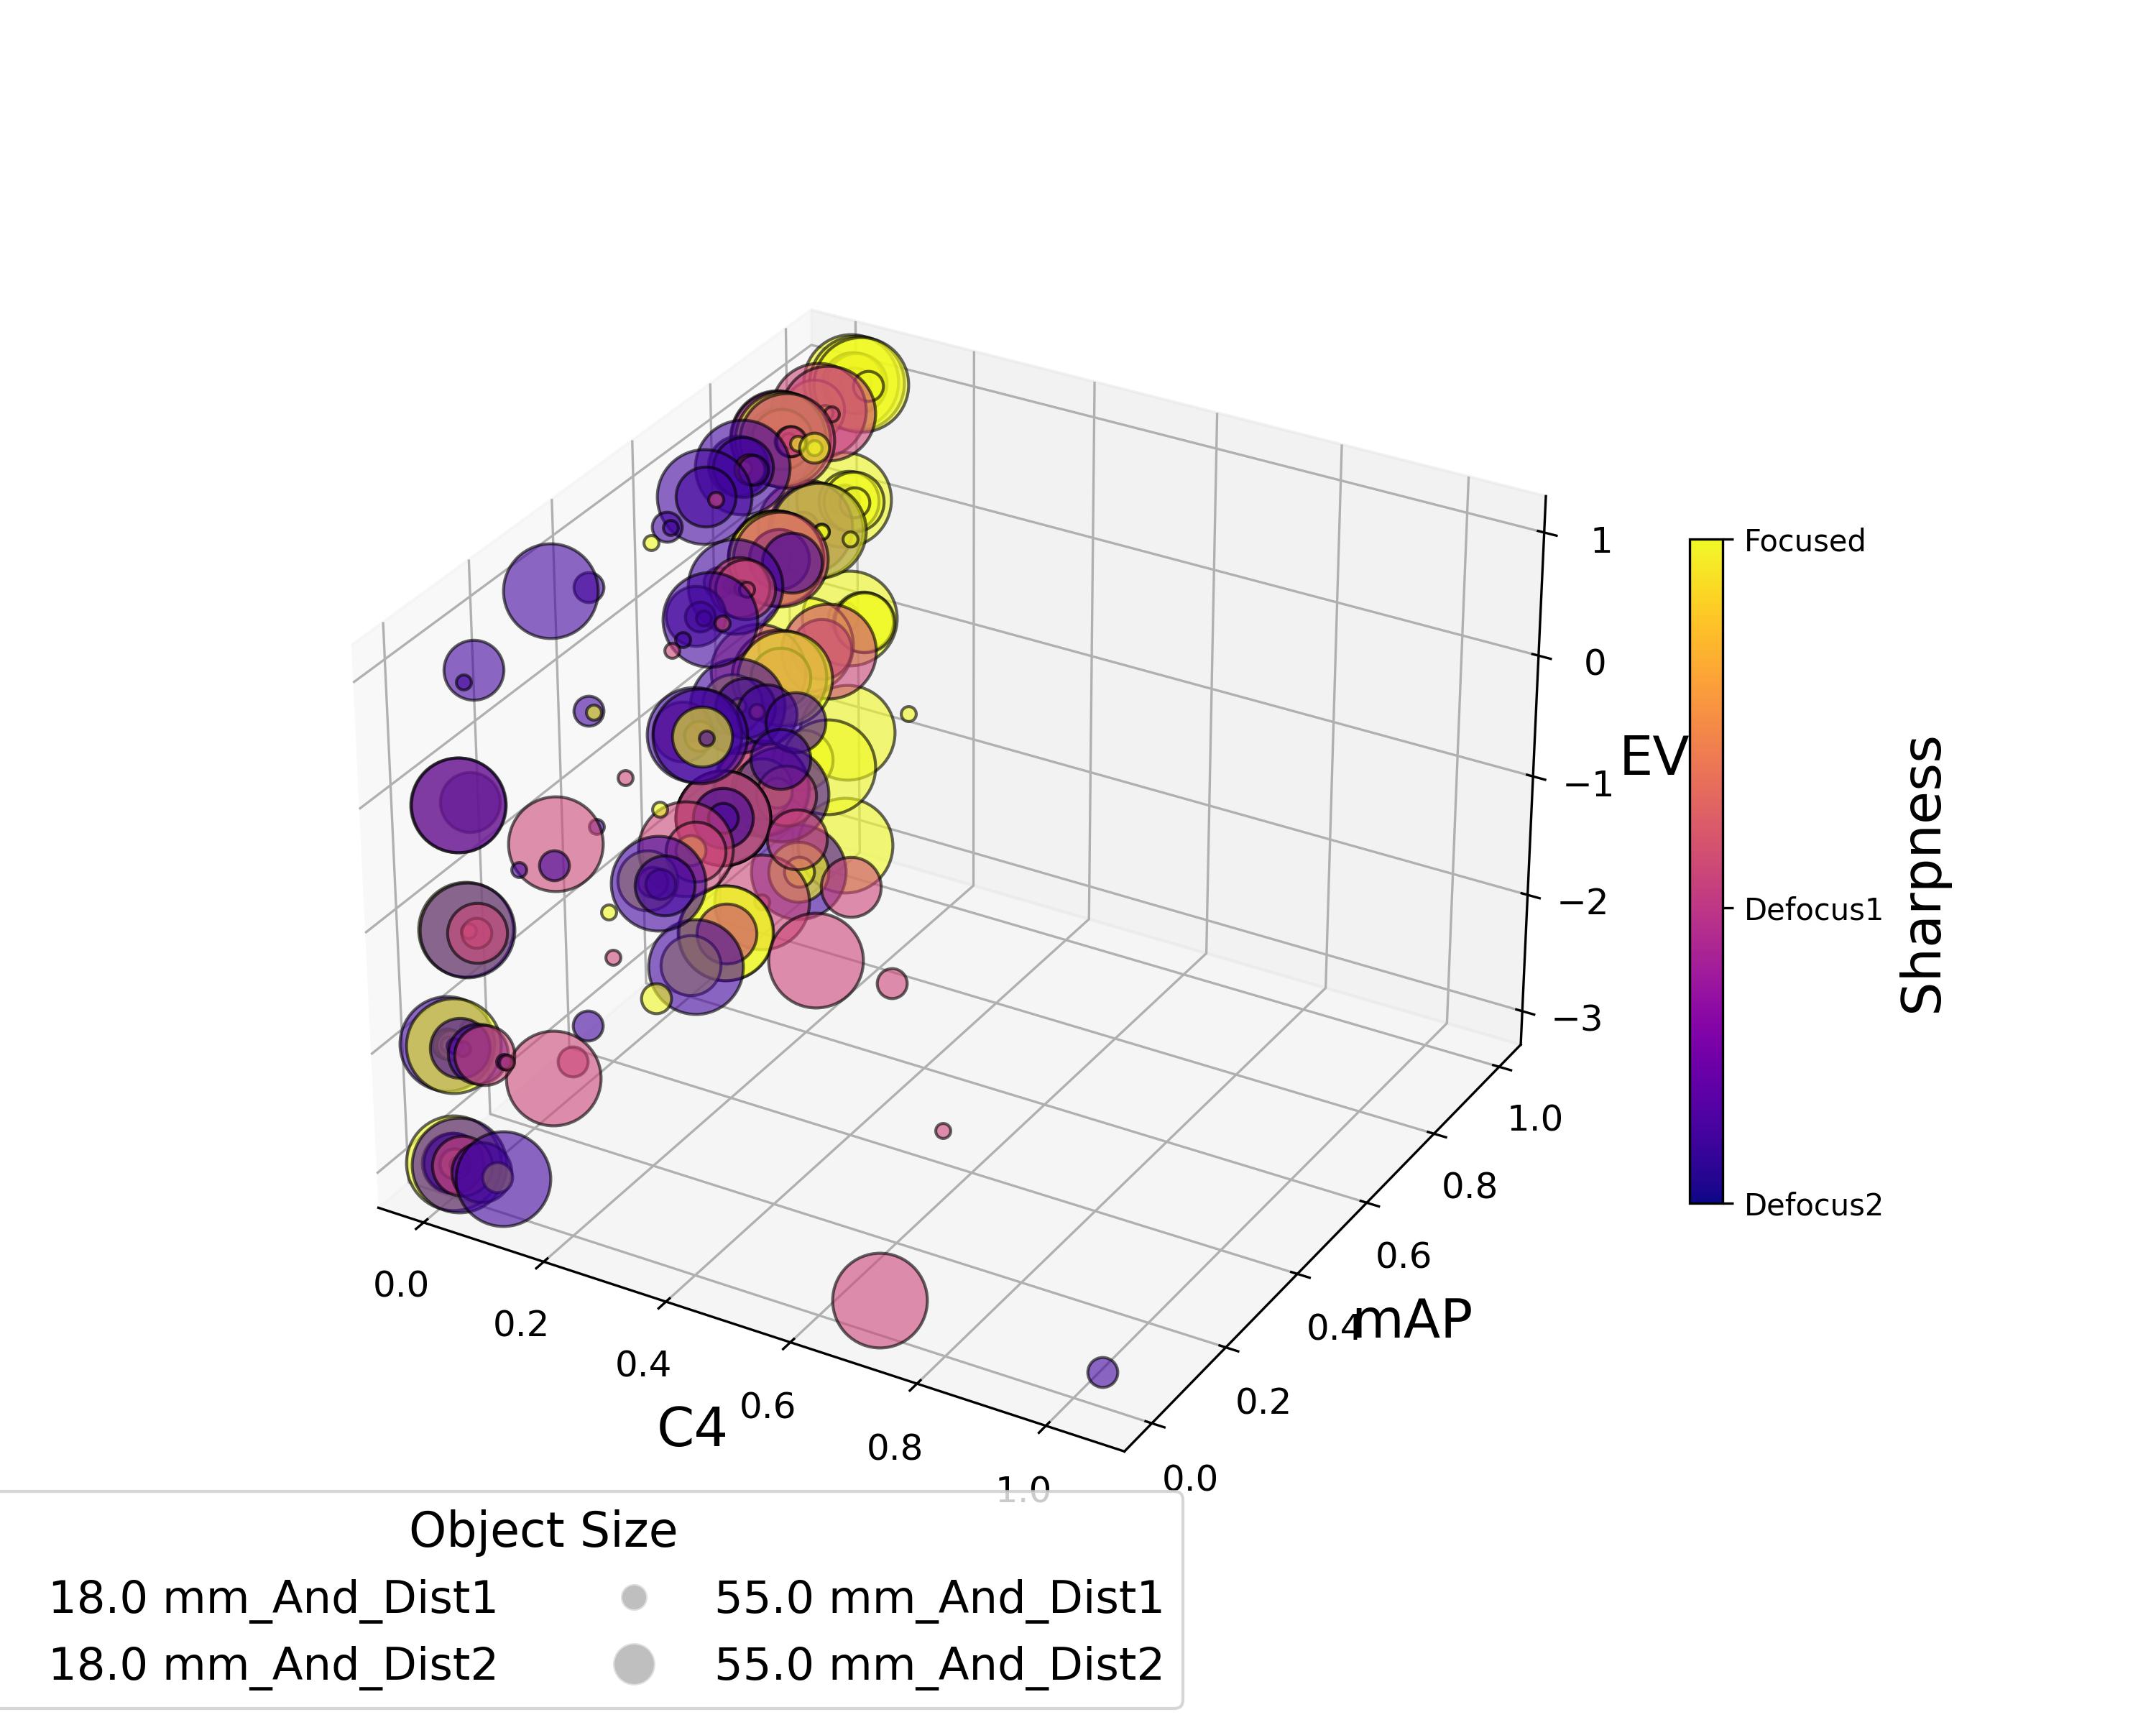 1
0
−1
−2
−3
EV
Focused
Defocus1
Defocus2
Sharpness
1.0
0.8
0.6
0.4
0.2
0.0
mAP
0.0
0.2
0.4
0.6
0.8
1.0
C4
Object Size
18.0 mm_And_Dist1
55.0 mm_And_Dist1
18.0 mm_And_Dist2
55.0 mm_And_Dist2